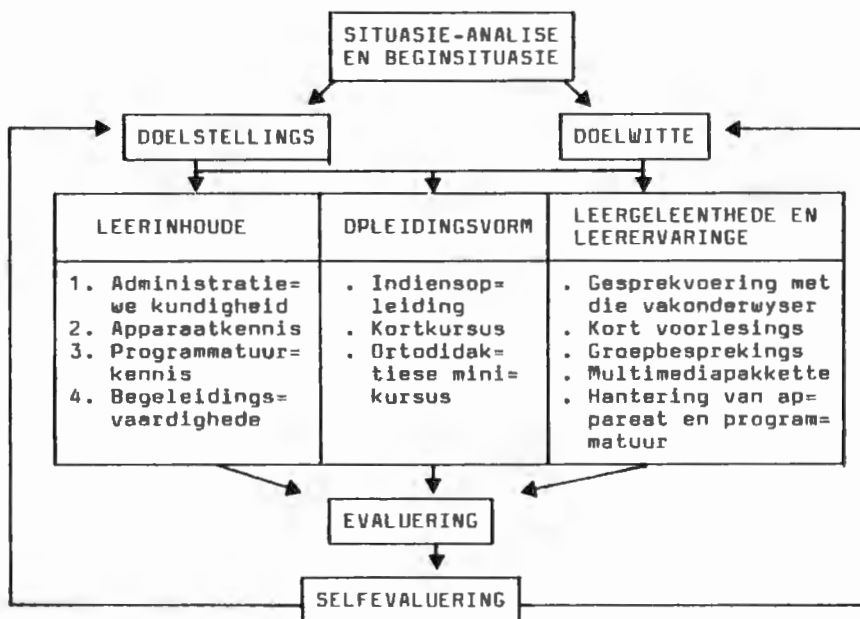 SITUASIE-ANALISE
EN BEGINSITUASIE
DOELSTELLINGS
DOELWITTE
LEERINHOUDE
1. Administratie=
we kundigheid
2. Apparaatkennis
3. Programmatuur=
kennis
4. Begeleidings=
vaardighede
OPLEIDINGSVORM
. Indiensop=
leiding
. Kortkursus
. Ortodidak=
tiese mini=
kursus
LEERGELEENTHEDE EN
LEERERVARINGE
. Gesprekvoering met
die vakonderwyser
. Kort voorlesings
. Groepbesprekings
. Multimediapakkette
. Hantering van ap=
paraat en program=
matuur
EVALUERING
SELFEVALUERING